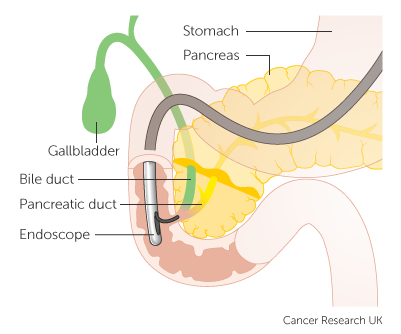 Stomach
Pancreas
Gallbladder
Bile duct
Pancreatic duct
Endoscope
Cancer Research UK